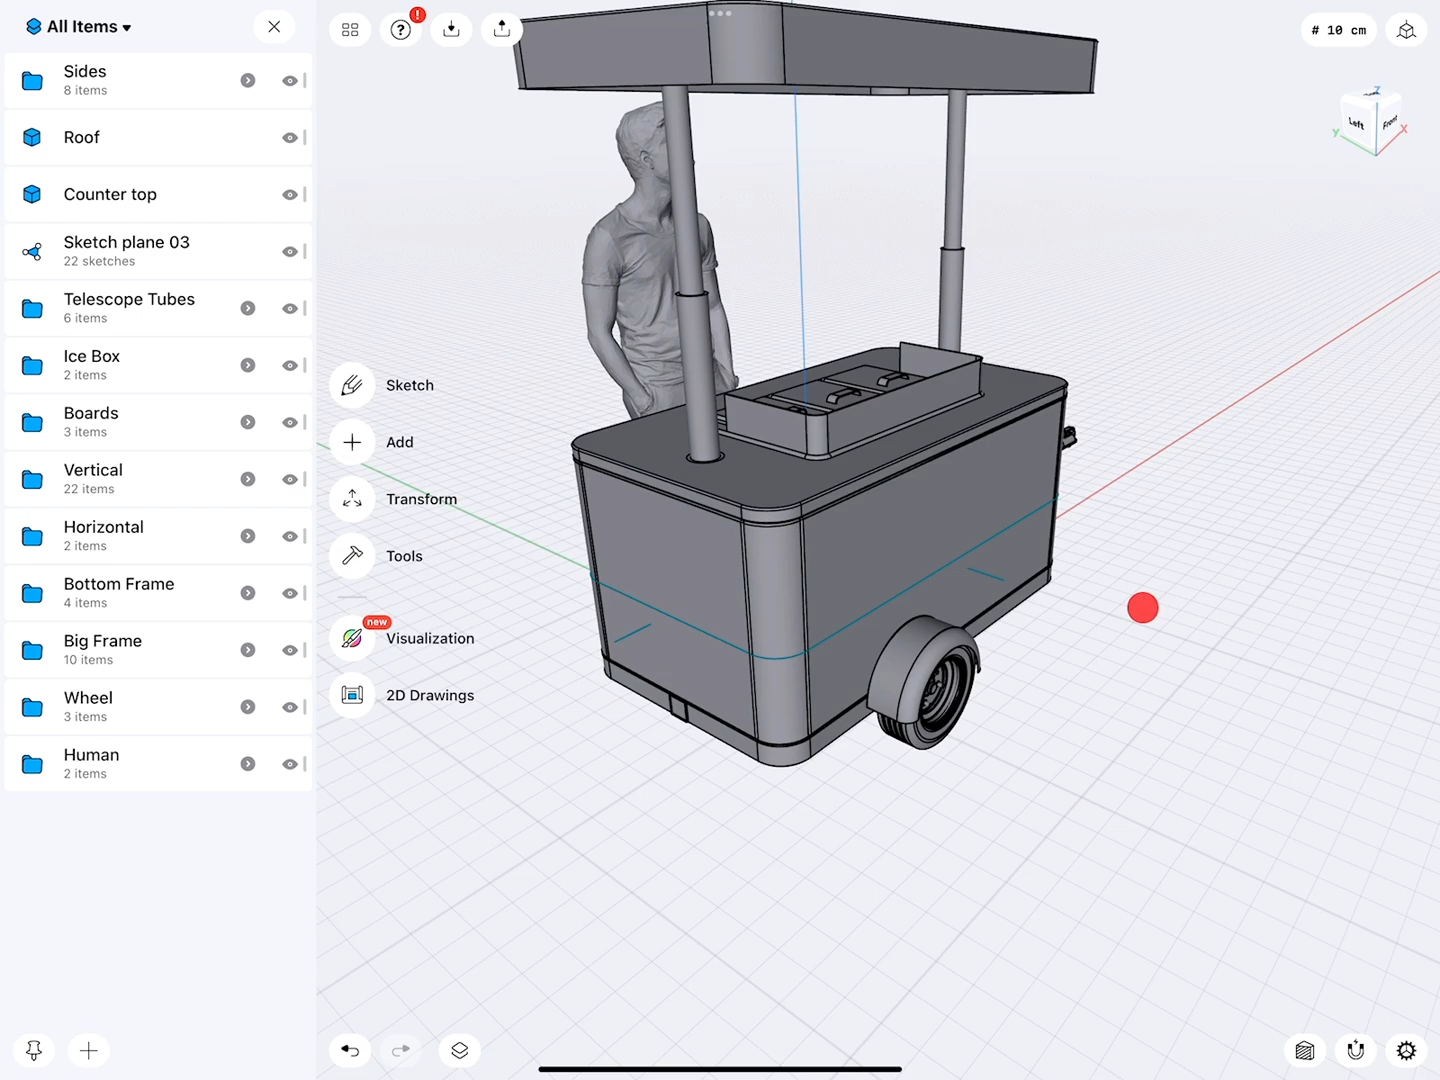 All Items
Sides
8 items
Roof
Counter top
Sketch plane 03
22 sketches
Telescope Tubes
6 items
Ice Box
2 items
Boards
3 items
Vertical
22 items
Horizontal
2 items
Bottom Frame
4 items
Big Frame
10 items
Wheel
3 items
Human
2 items
?
!
# 10 cm
Z
Left
Front
Y
X
Sketch
Add
Transform
Tools
new
Visualization
2D Drawings